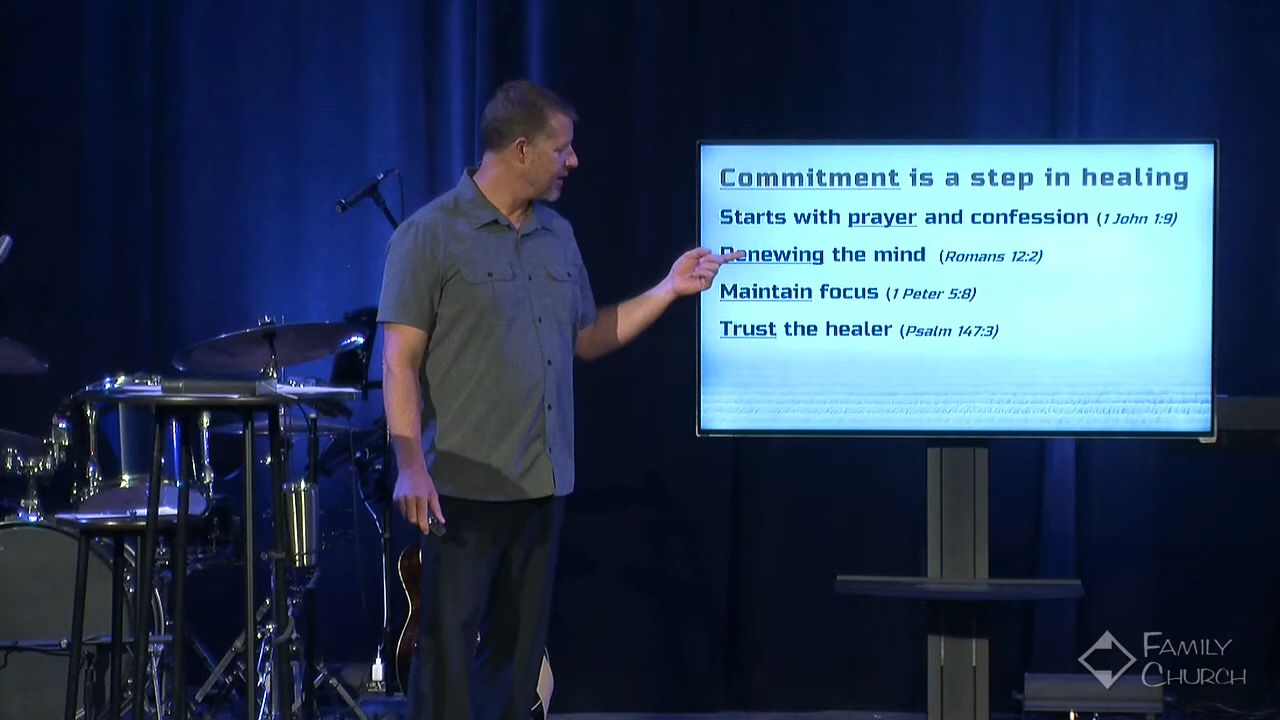 Commitment is a step in healing
Starts with prayer and confession (1 John 1:9)
Renewing the mind (Romans 12:2)
Maintain focus (1 Peter 5:8)
Trust the healer (Psalm 147:3)
Family
Church